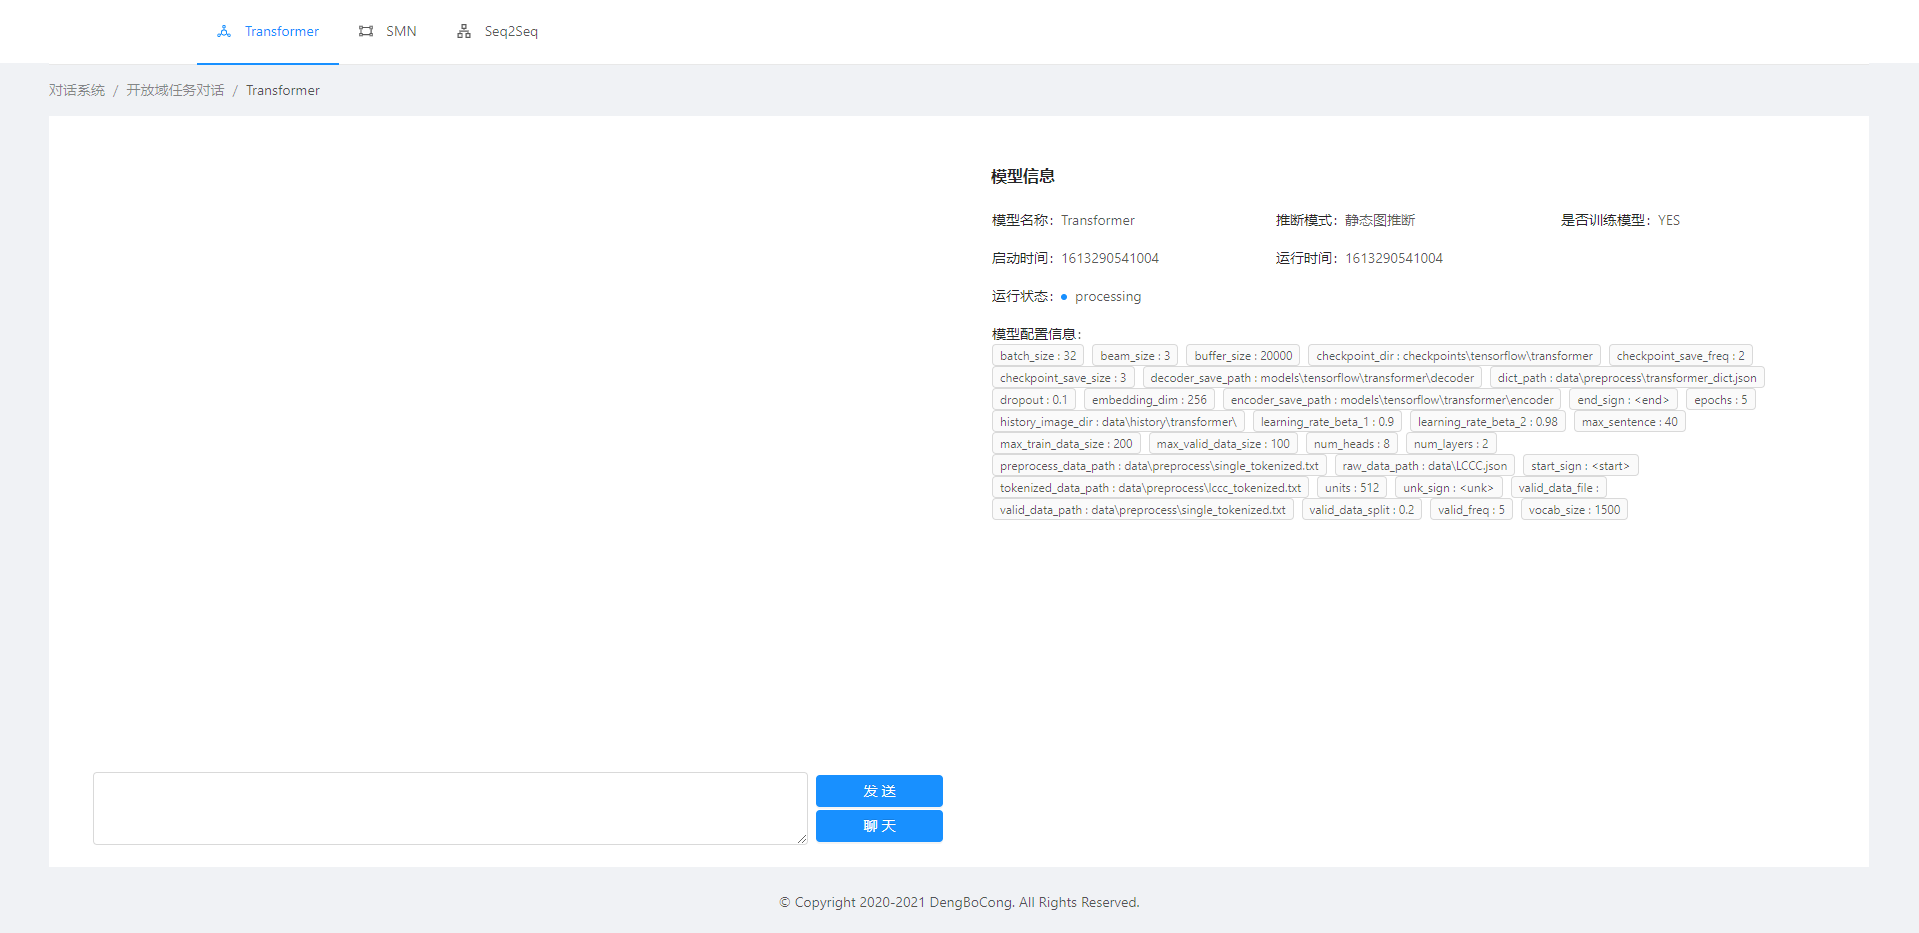 Transformer SMN Seq2Seq
对话系统 / 开放域任务对话 / Transformer
模型信息
模型名称：Transformer 推断模式：静态图推断 是否训练模型：YES
启动时间：1613290541004 运行时间：1613290541004
运行状态： processing
模型配置信息：
batch_size : 32 beam_size : 3 buffer_size : 20000 checkpoint_dir : checkpoints\tensorflow\transformer checkpoint_save_freq : 2
checkpoint_save_size : 3 decoder_save_path : models\tensorflow\transformer\decoder dict_path : data\preprocess\transformer_dict.json
dropout : 0.1 embedding_dim : 256 encoder_save_path : models\tensorflow\transformer\encoder end_sign : <end> epochs : 5
history_image_dir : data\history\transformer\ learning_rate_beta_1 : 0.9 learning_rate_beta_2 : 0.98 max_sentence : 40
max_train_data_size : 200 max_valid_data_size : 100 num_heads : 8 num_layers : 2
preprocess_data_path : data\preprocess\single_tokenized.txt raw_data_path : data\LCCC.json start_sign : <start>
tokenized_data_path : data\preprocess\lccc_tokenized.txt units : 512 unk_sign : <unk> valid_data_file :
valid_data_path : data\preprocess\single_tokenized.txt valid_data_split : 0.2 valid_freq : 5 vocab_size : 1500
发 送
聊 天
© Copyright 2020-2021 DengBoCong. All Rights Reserved.